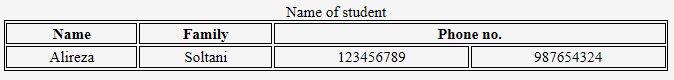 Name of student
Name Family Phone no.
Alireza Soltani 123456789 987654324